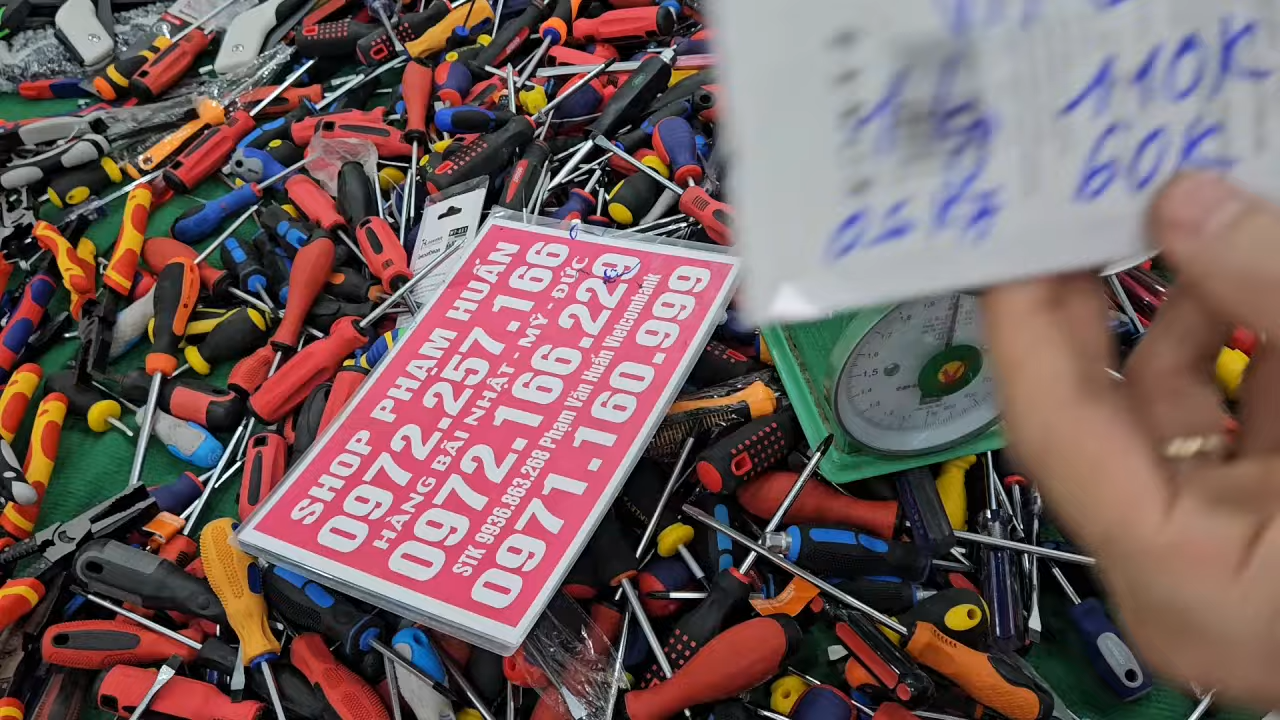 SHOP PHẠM HUẤN
0972.257.166
HÀNG BÃI NHẬT - MỸ - ĐỨC
0972.166.229
STK 9936.863.268 Phạm Văn Huấn Vietcombank
0971.160.999
110K
60K